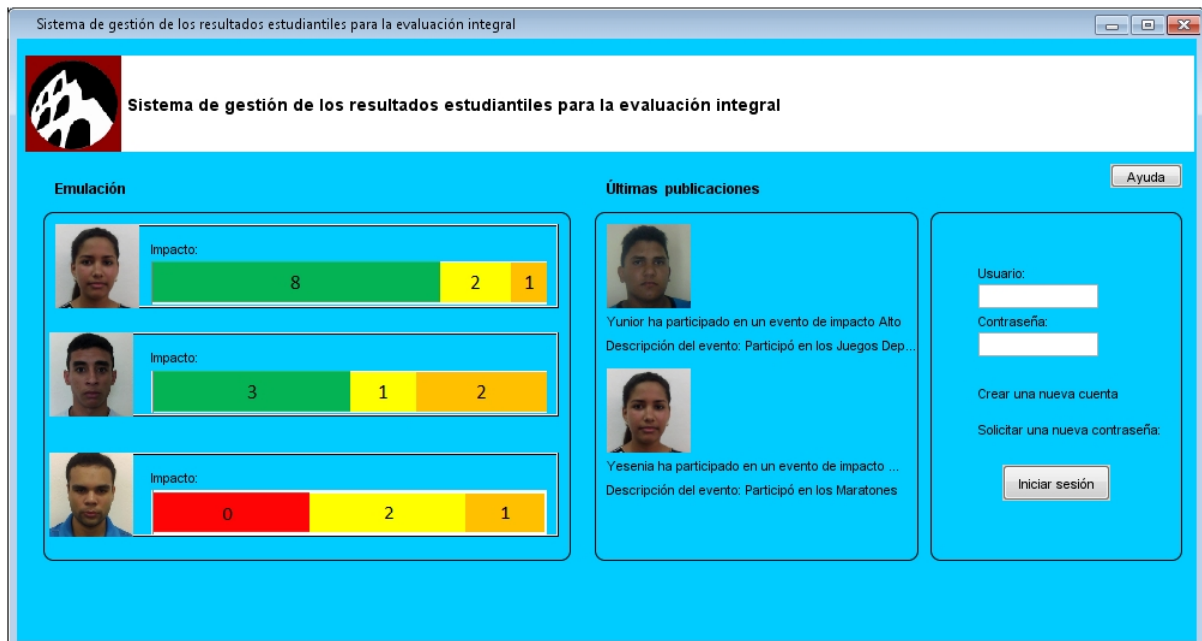 Sistema de gestión de los resultados estudiantiles para la evaluación integral
Sistema de gestión de los resultados estudiantiles para la evaluación integral
Ayuda
Emulación
Impacto:
8 2 1
Impacto:
3 1 2
Impacto:
0 2 1
Últimas publicaciones
Yunior ha participado en un evento de impacto Alto
Descripción del evento: Participó en los Juegos Dep...
Yesenia ha participado en un evento de impacto ...
Descripción del evento: Participó en los Maratones
Usuario:
Contraseña:
Crear una nueva cuenta
Solicitar una nueva contraseña:
Iniciar sesión